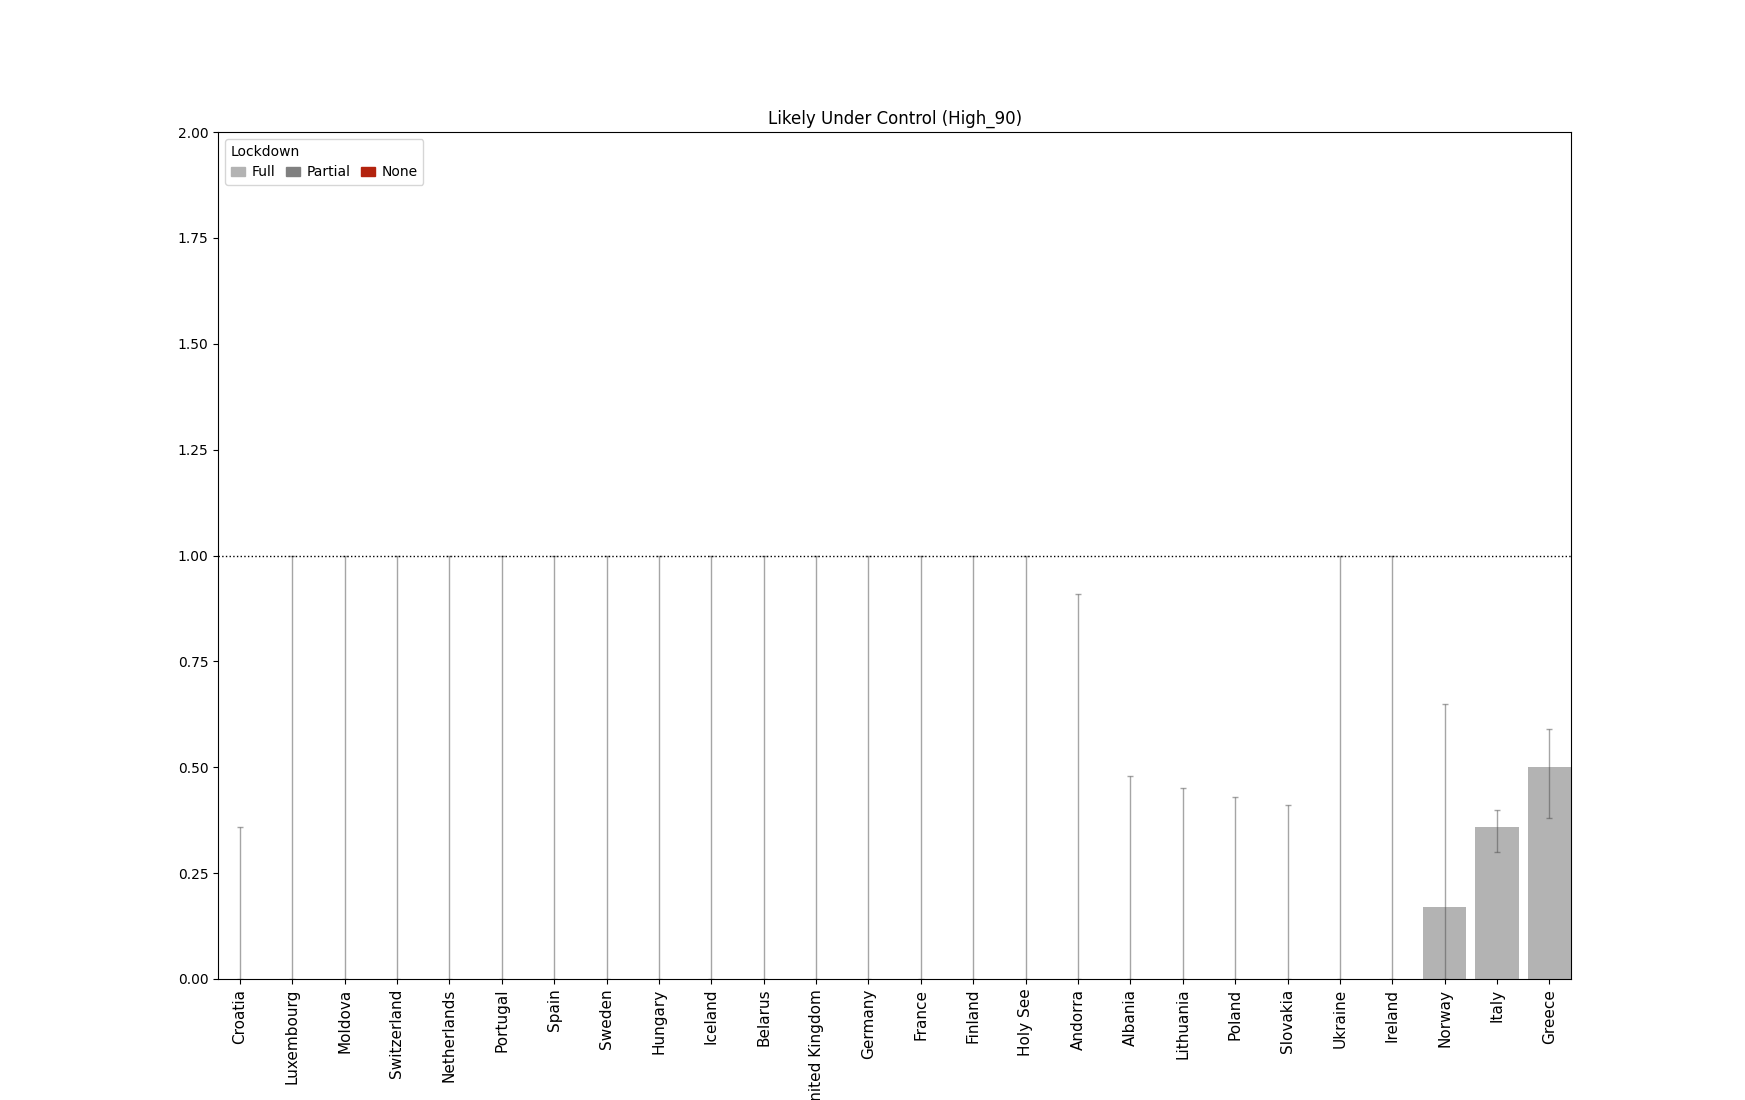 Likely Under Control (High_90)
2.00
Lockdown
Full Partial None
1.75
1.50
1.25
1.00
0.75
0.50
0.25
0.00
Croatia
Luxembourg
Moldova
Switzerland
Netherlands
Portugal
Spain
Sweden
Hungary
Iceland
Belarus
nited Kingdom
Germany
France
Finland
Holy See
Andorra
Albania
Lithuania
Poland
Slovakia
Ukraine
Ireland
Norway
Italy
Greece